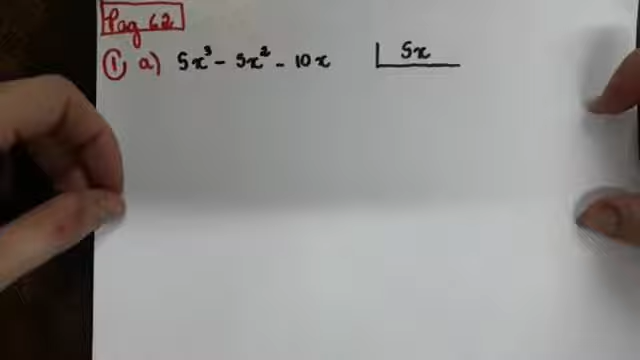 Pag 62
① a) 5x³ - 5x² - 10x |5x